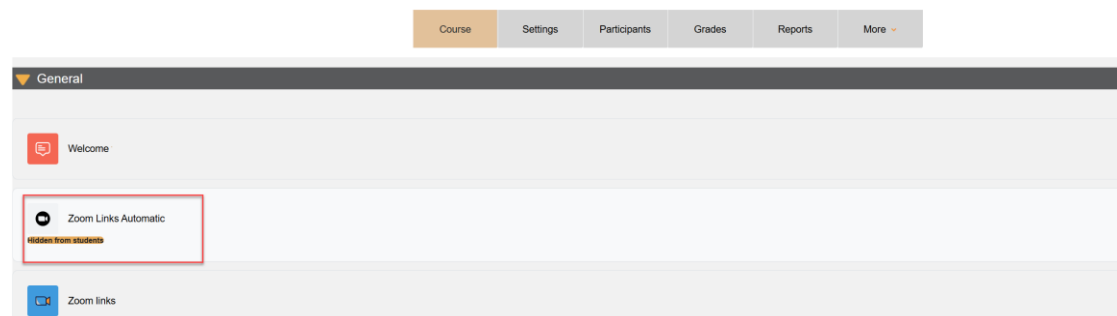 Course Settings Participants Grades Reports More
General
Welcome
Zoom Links Automatic
Hidden from students
Zoom links